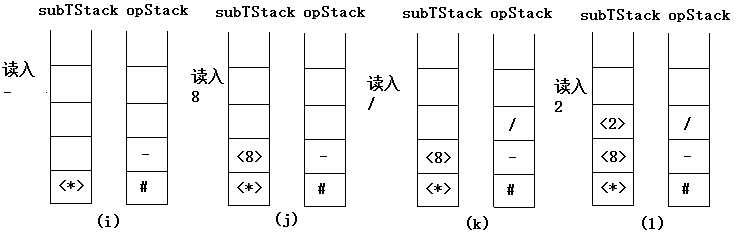 subTStack opStack
subTStack opStack
subTStack opStack
subTStack opStack
读入
-
<*>
-
#
(i)
读入
8
<8>
<*>
-
#
(j)
读入
/
<8>
<*>
/
-
#
(k)
读入
2
<2>
<8>
<*>
/
-
#
(l)